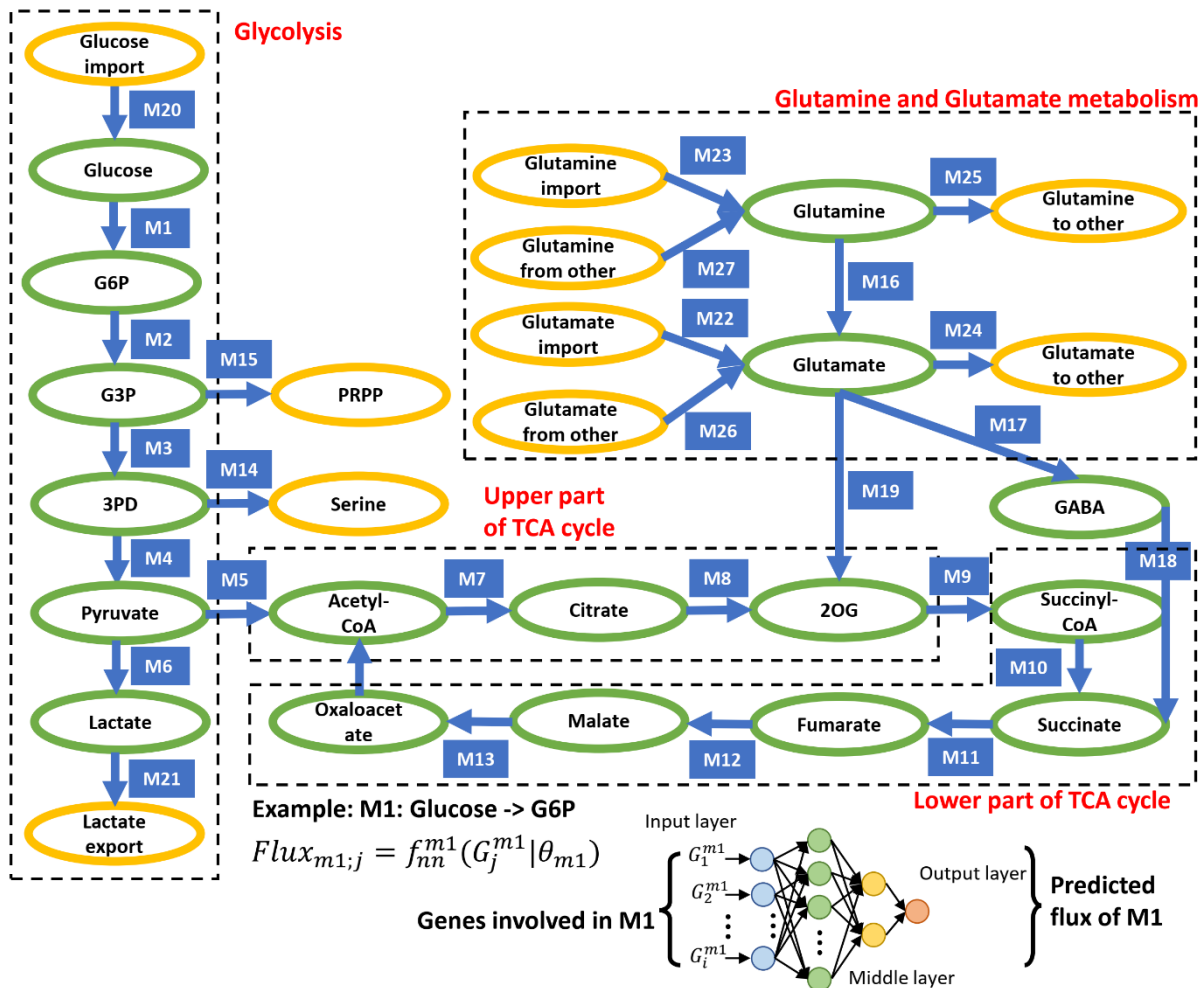 Glycolysis
Glucose
import
M20
Glucose
M1
G6P
M2
M15
G3P
PRPP
M3
M14
3PD
Serine
M4
M5
Pyruvate
M6
Lactate
M21
Lactate
export
Glutamine and Glutamate metabolism
Glutamine
import
M23
Glutamine
M25
Glutamine
to other
Glutamine
from other
M27
M16
Glutamate
import
M22
Glutamate
M24
Glutamate
to other
Glutamate
from other
M26
M17
M19
GABA
M18
Upper part
of TCA cycle
Acetyl-
CoA
M7
Citrate
M8
2OG
M9
Succinyl-
CoA
M10
Oxaloacet
ate
M13
Malate
M12
Fumarate
M11
Succinate
Lower part of TCA cycle
Example: M1: Glucose -> G6P
$Flux_{m1;j} = f_{nn}^{m1}(G_j^{m1}|\theta_{m1})$
Input layer
$G_1^{m1}$
$G_2^{m1}$
$G_i^{m1}$
Genes involved in M1
Output layer
Middle layer
Predicted
flux of M1